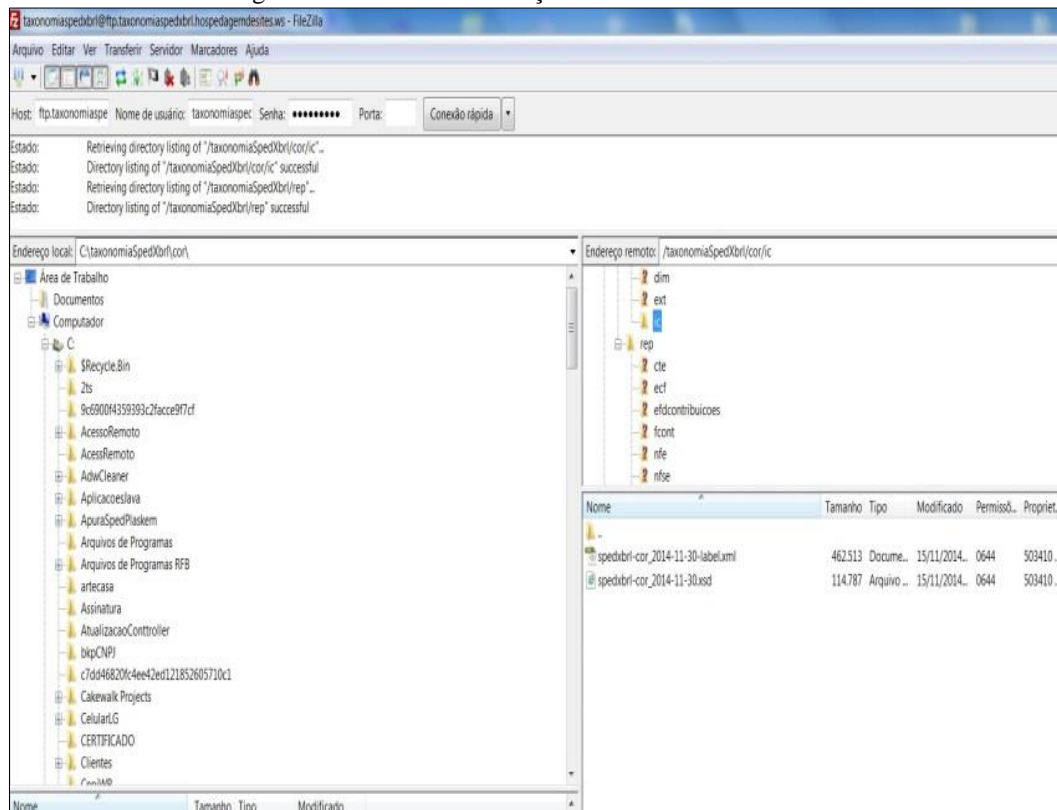 taxonomiaspedxbrl@ftp.taxonomiaspedxbrl.hospedagemdesites.ws - FileZilla
Arquivo Editar Ver Transferir Servidor Marcadores Ajuda
Host: ftp.taxonomiaspe Nome de usuário: taxonomiaspec Senha: ●●●●●●●●● Porta: Conexão rápida
Estado: Retrieving directory listing of "/taxonomiaSpedXbrl/cor/ic"...
Estado: Directory listing of "/taxonomiaSpedXbrl/cor/ic" successful
Estado: Retrieving directory listing of "/taxonomiaSpedXbrl/rep"...
Estado: Directory listing of "/taxonomiaSpedXbrl/rep" successful
Endereço local: C:\taxonomiaSpedXbrl\cor\
Área de Trabalho
Documentos
Computador
C:
$Recycle.Bin
2ts
9c6900f4359393c2facce9f7cf
AcessoRemoto
AcessRemoto
AdwCleaner
AplicacoesJava
ApuraSpedPlaskem
Arquivos de Programas
Arquivos de Programas RFB
artecasa
Assinatura
AtualizacaoConttroller
bkpCNPJ
c7dd46820fc4ee42ed121852605710c1
Cakewalk Projects
CelularLG
CERTIFICADO
Clientes
Nome Tamanho Tipo Modificado
Endereço remoto: /taxonomiaSpedXbrl/cor/ic
dim
ext
ic
rep
cte
ecf
efdcontribuicoes
fcont
nfe
nfse
Nome Tamanho Tipo Modificado Permissõ... Propriet.
..
spedxbrl-cor_2014-11-30-label.xml 462.513 Docume... 15/11/2014... 0644 503410 .
spedxbrl-cor_2014-11-30.xsd 114.787 Arquivo ... 15/11/2014... 0644 503410 .